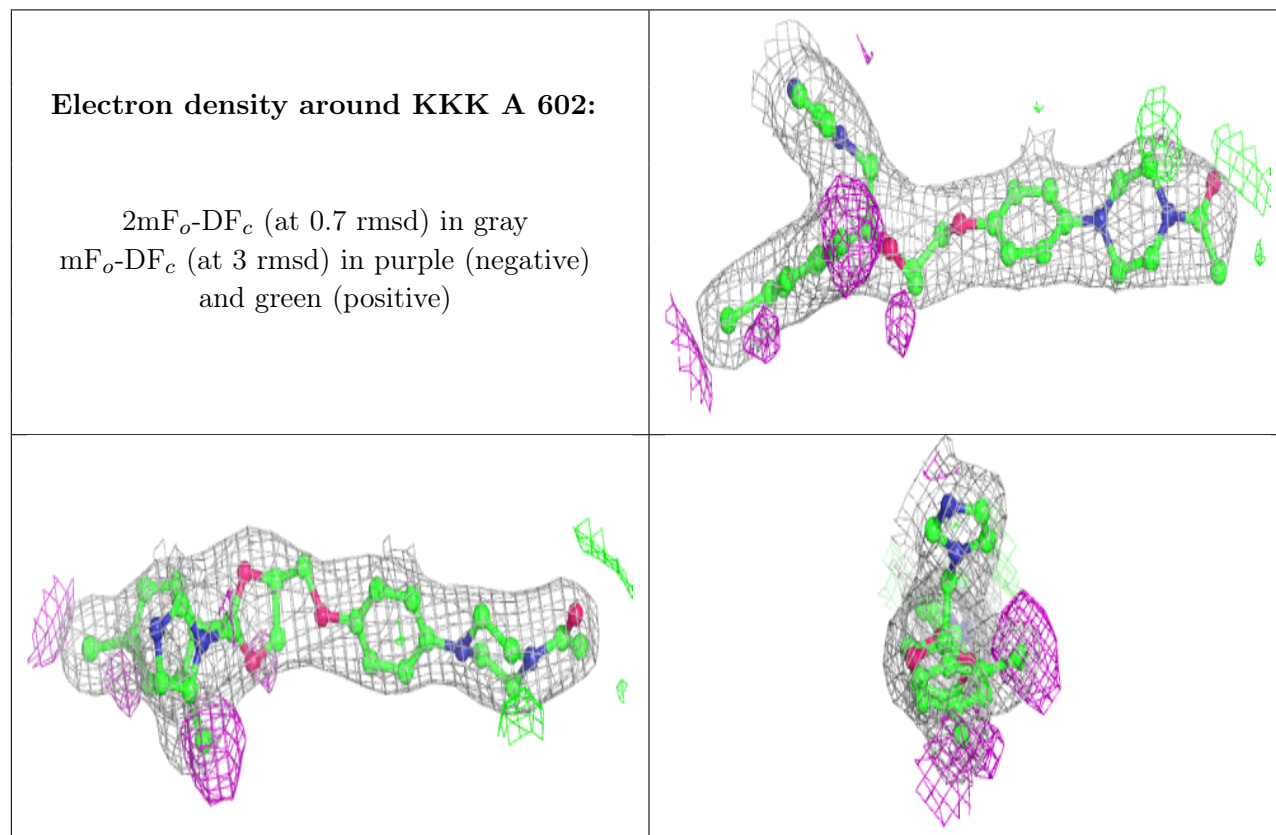 Electron density around KKK A 602:
2mFo-DFc (at 0.7 rmsd) in gray
mFo-DFc (at 3 rmsd) in purple (negative)
and green (positive)